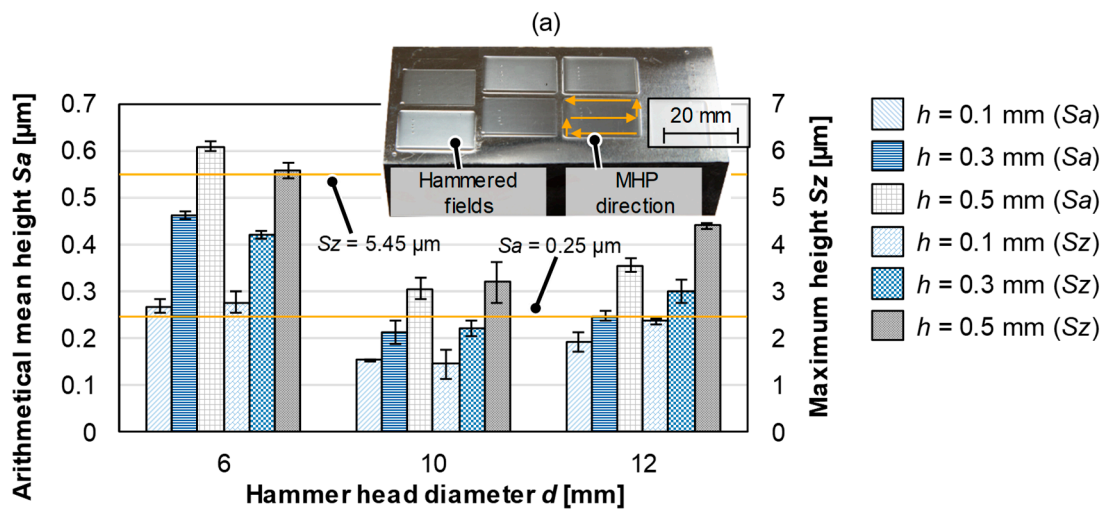 (a)
Arithmetical mean height Sa [µm]
0.7
0.6
0.5
0.4
0.3
0.2
0.1
0
20 mm
Hammered
fields
MHP
direction
Sz = 5.45 µm
Sa = 0.25 µm
7
6
5
4
3
2
1
0
Maximum height Sz [µm]
6
10
12
Hammer head diameter d [mm]
h = 0.1 mm (Sa)
h = 0.3 mm (Sa)
h = 0.5 mm (Sa)
h = 0.1 mm (Sz)
h = 0.3 mm (Sz)
h = 0.5 mm (Sz)